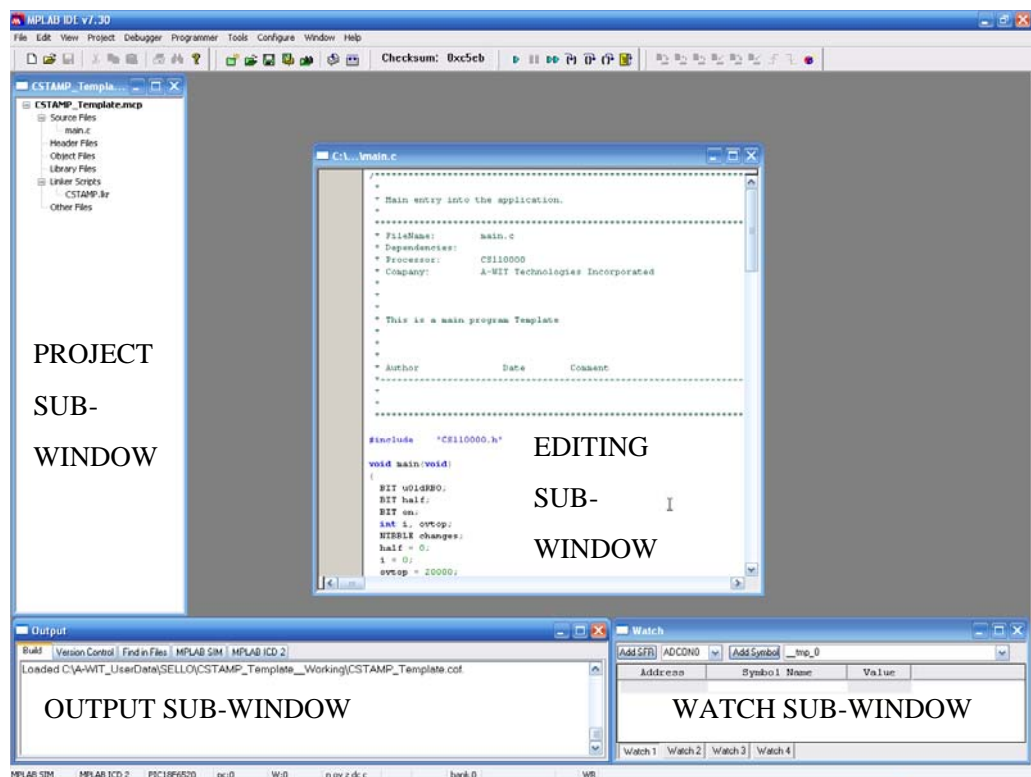 MPLAB IDE v7.30
File Edit View Project Debugger Programmer Tools Configure Window Help
Checksum: 0xc5eb
CSTAMP_Templa...
CSTAMP_Template.mcp
Source Files
main.c
Header Files
Object Files
Library Files
Linker Scripts
CSTAMP.lkr
Other Files
PROJECT
SUB-
WINDOW
C:\...\main.c
/**********************************************************************
*
* Main entry into the application.
*
**********************************************************************
* FileName: main.c
* Dependencies:
* Processor: CS110000
* Company: A-WIT Technologies Incorporated
*
*
*
* This is a main program Template
*
*
*
* Author Date Comment
*---------------------------------------------------------------------
*
*
**********************************************************************
#include "CS110000.h"
void main(void)
{
BIT uOldRB0;
BIT half;
BIT on;
int i, ovtop;
NIBBLE changes;
half = 0;
i = 0;
ovtop = 20000;
EDITING
SUB-
WINDOW
Output
Build Version Control Find in Files MPLAB SIM MPLAB ICD 2
Loaded C:\A-WIT_UserData\SELLO\CSTAMP_Template__Working\CSTAMP_Template.cof.
OUTPUT SUB-WINDOW
Watch
Add SFR ADCON0 Add Symbol __tmp_0
Address Symbol Name Value
WATCH SUB-WINDOW
Watch 1 Watch 2 Watch 3 Watch 4
MPLAB SIM MPLAB ICD 2 PIC18F6520 pc:0 W:0 n ov z dc c bank 0 WR